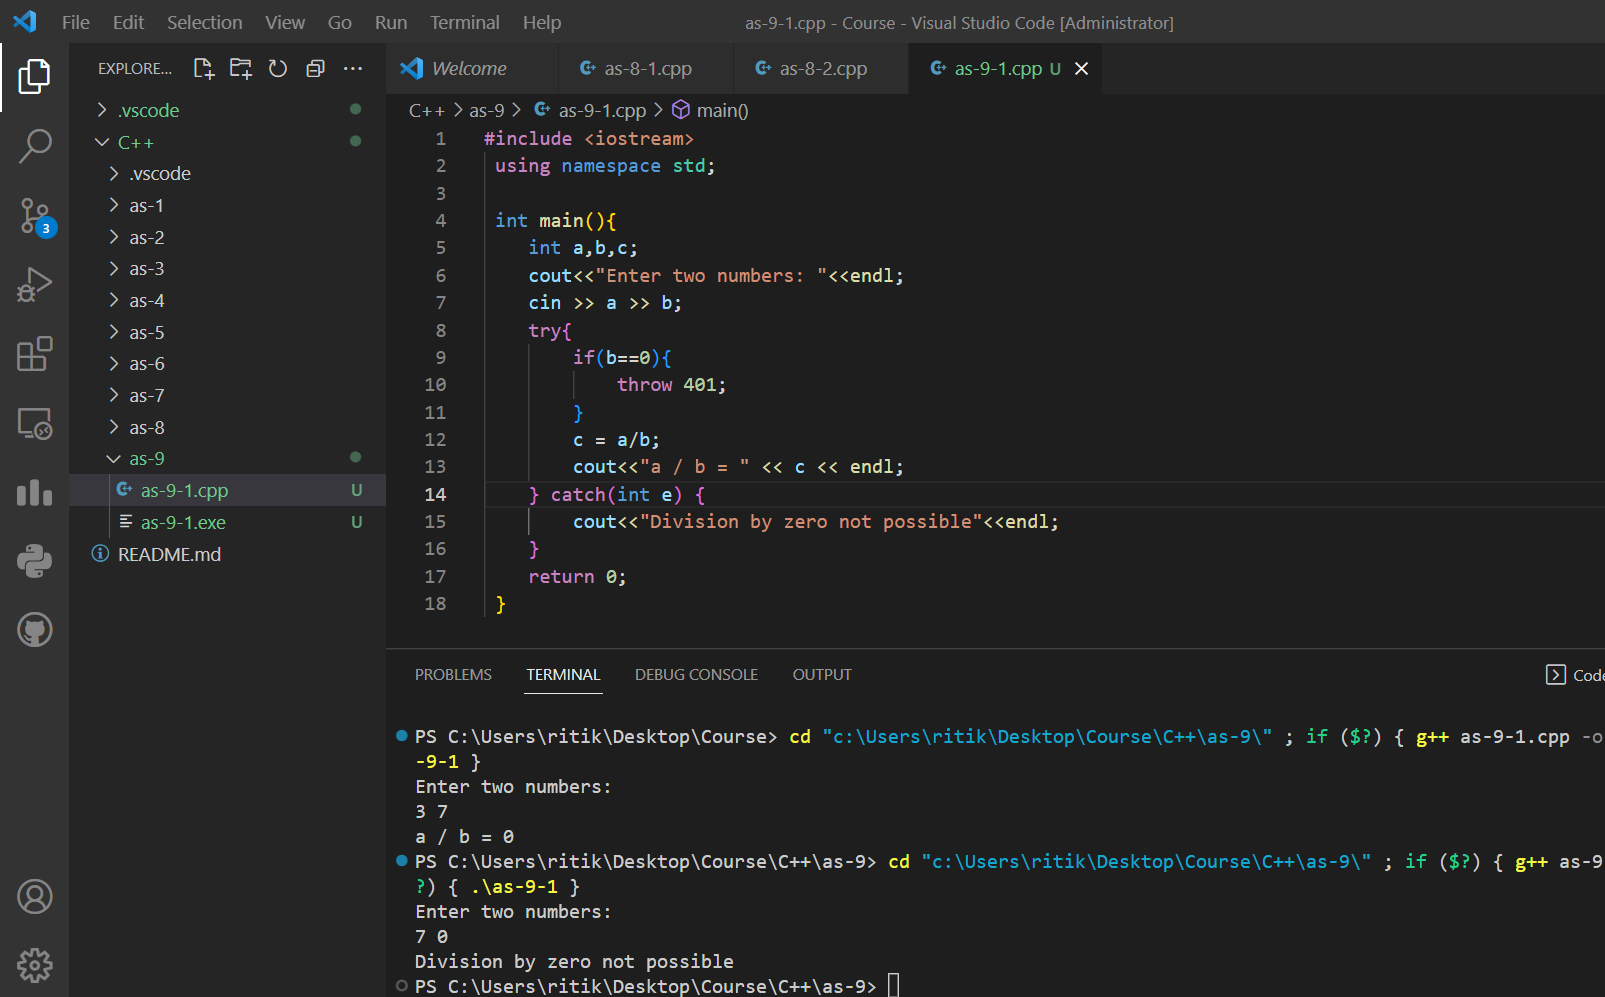 File Edit Selection View Go Run Terminal Help as-9-1.cpp - Course - Visual Studio Code [Administrator]
EXPLORE...
.vscode
C++
.vscode
as-1
as-2
as-3
as-4
as-5
as-6
as-7
as-8
as-9
as-9-1.cpp U
as-9-1.exe U
README.md
3
Welcome as-8-1.cpp as-8-2.cpp as-9-1.cpp U
C++ > as-9 > as-9-1.cpp > main()
1 #include <iostream>
2 using namespace std;
3
4 int main(){
5 int a,b,c;
6 cout<<"Enter two numbers: "<<endl;
7 cin >> a >> b;
8 try{
9 if(b==0){
10 throw 401;
11 }
12 c = a/b;
13 cout<<"a / b = " << c << endl;
14 } catch(int e) {
15 cout<<"Division by zero not possible"<<endl;
16 }
17 return 0;
18 }
PROBLEMS TERMINAL DEBUG CONSOLE OUTPUT Code
PS C:\Users\ritik\Desktop\Course> cd "c:\Users\ritik\Desktop\Course\C++\as-9\" ; if ($?) { g++ as-9-1.cpp -o
-9-1 }
Enter two numbers:
3 7
a / b = 0
PS C:\Users\ritik\Desktop\Course\C++\as-9> cd "c:\Users\ritik\Desktop\Course\C++\as-9\" ; if ($?) { g++ as-9
?) { .\as-9-1 }
Enter two numbers:
7 0
Division by zero not possible
PS C:\Users\ritik\Desktop\Course\C++\as-9>